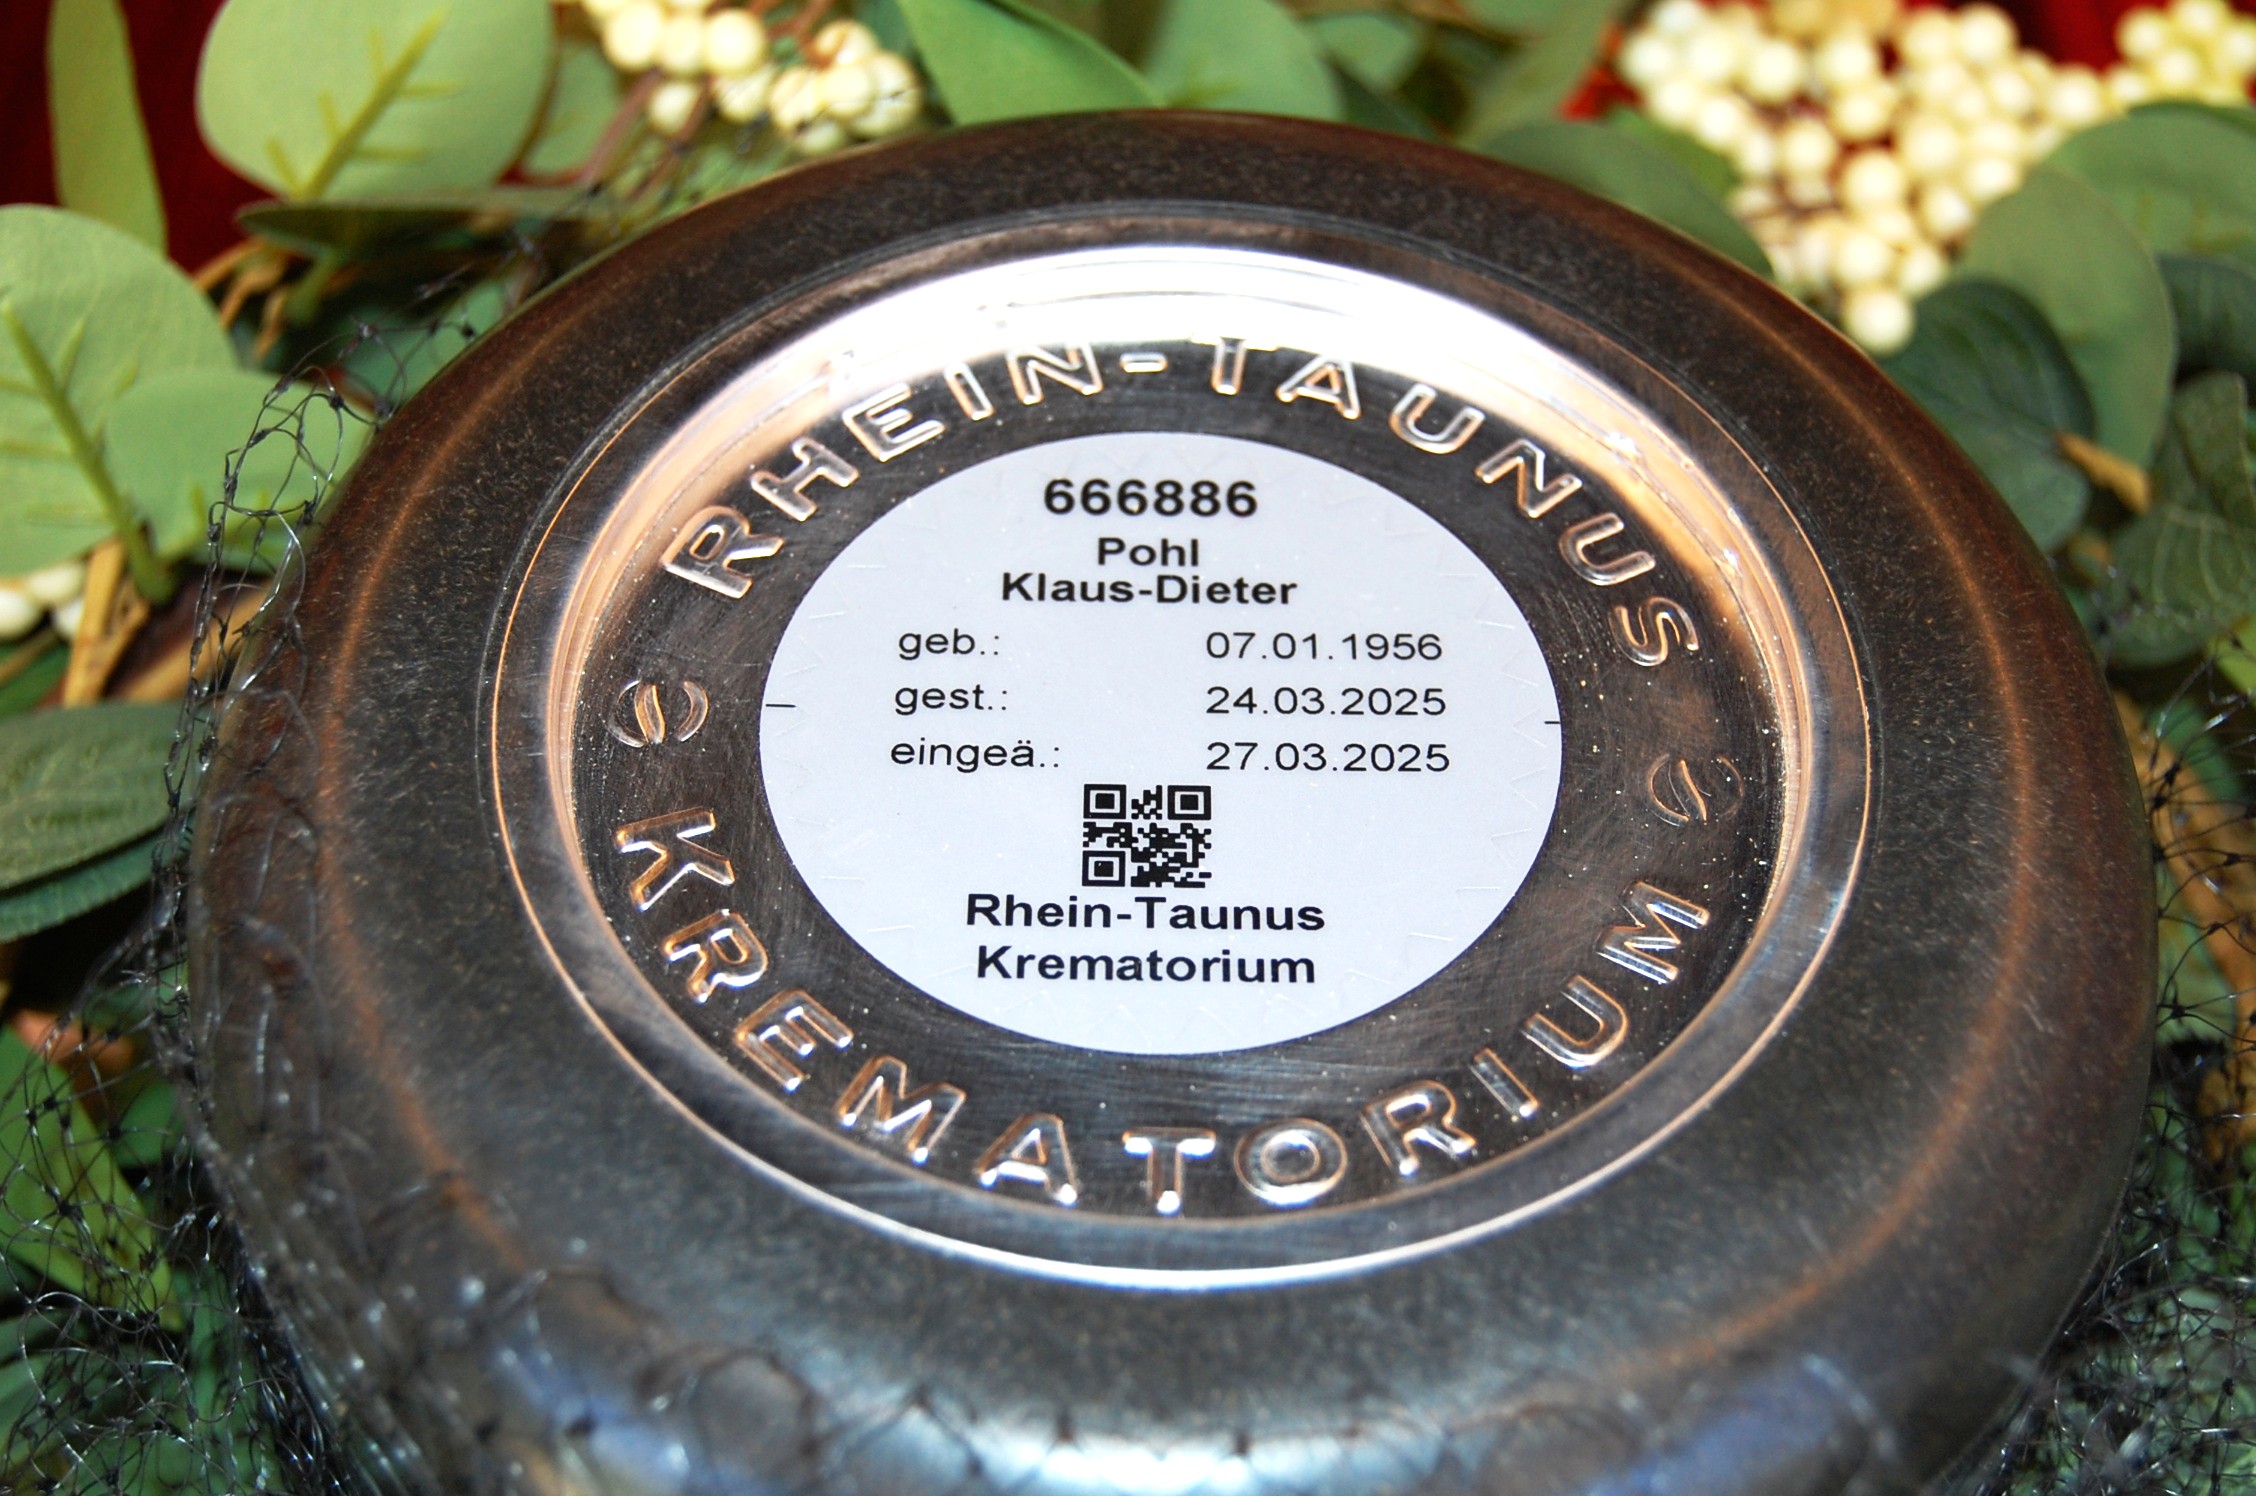 RHEIN-TAUNUS
666886
Pohl
Klaus-Dieter
geb.: 07.01.1956
gest.: 24.03.2025
eingeä.: 27.03.2025
Rhein-Taunus
Krematorium
KREMATORIUM